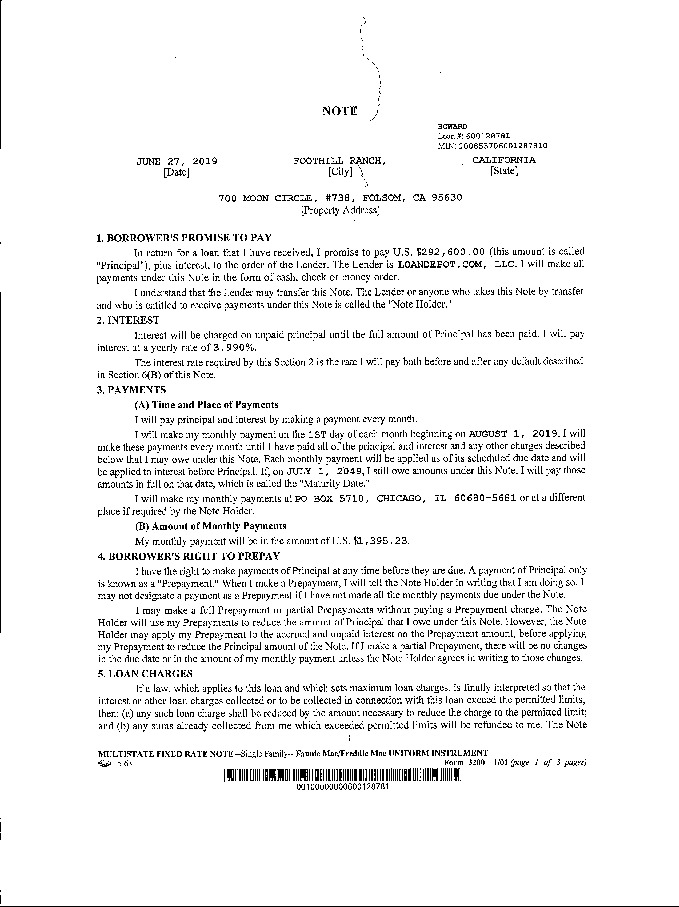 NOTE
HOWARD
Loan #: 600128781
MIN: 100853706001287810
JUNE 27, 2019 FOOTHILL RANCH, CALIFORNIA
[Date] [City] [State]
700 MOON CIRCLE, #738, FOLSOM, CA 95630
[Property Address]
1. BORROWER'S PROMISE TO PAY
In return for a loan that I have received, I promise to pay U.S. $292,600.00 (this amount is called
"Principal"), plus interest, to the order of the Lender. The Lender is LOANDEPOT.COM, LLC. I will make all
payments under this Note in the form of cash, check or money order.
I understand that the Lender may transfer this Note. The Lender or anyone who takes this Note by transfer
and who is entitled to receive payments under this Note is called the "Note Holder."
2. INTEREST
Interest will be charged on unpaid principal until the full amount of Principal has been paid. I will pay
interest at a yearly rate of 3.990%.
The interest rate required by this Section 2 is the rate I will pay both before and after any default described
in Section 6(B) of this Note.
3. PAYMENTS
(A) Time and Place of Payments
I will pay principal and interest by making a payment every month.
I will make my monthly payment on the 1ST day of each month beginning on AUGUST 1, 2019. I will
make these payments every month until I have paid all of the principal and interest and any other charges described
below that I may owe under this Note. Each monthly payment will be applied as of its scheduled due date and will
be applied to interest before Principal. If, on JULY 1, 2049, I still owe amounts under this Note, I will pay those
amounts in full on that date, which is called the "Maturity Date."
I will make my monthly payments at PO BOX 5710, CHICAGO, IL 60680-5681 or at a different
place if required by the Note Holder.
(B) Amount of Monthly Payments
My monthly payment will be in the amount of U.S. $1,395.23.
4. BORROWER'S RIGHT TO PREPAY
I have the right to make payments of Principal at any time before they are due. A payment of Principal only
is known as a "Prepayment." When I make a Prepayment, I will tell the Note Holder in writing that I am doing so. I
may not designate a payment as a Prepayment if I have not made all the monthly payments due under the Note.
I may make a full Prepayment or partial Prepayments without paying a Prepayment charge. The Note
Holder will use my Prepayments to reduce the amount of Principal that I owe under this Note. However, the Note
Holder may apply my Prepayment to the accrued and unpaid interest on the Prepayment amount, before applying
my Prepayment to reduce the Principal amount of the Note. If I make a partial Prepayment, there will be no changes
in the due date or in the amount of my monthly payment unless the Note Holder agrees in writing to those changes.
5. LOAN CHARGES
If a law, which applies to this loan and which sets maximum loan charges, is finally interpreted so that the
interest or other loan charges collected or to be collected in connection with this loan exceed the permitted limits,
then: (a) any such loan charge shall be reduced by the amount necessary to reduce the charge to the permitted limit;
and (b) any sums already collected from me which exceeded permitted limits will be refunded to me. The Note
MULTISTATE FIXED RATE NOTE--Single Family--Fannie Mae/Freddie Mac UNIFORM INSTRUMENT
Form 3200 1/01 (page 1 of 3 pages)